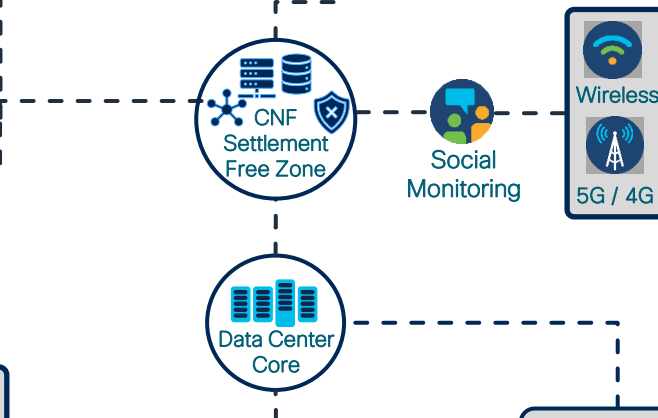 CNF
Settlement
Free Zone
Social
Monitoring
Wireless
5G / 4G
Data Center
Core